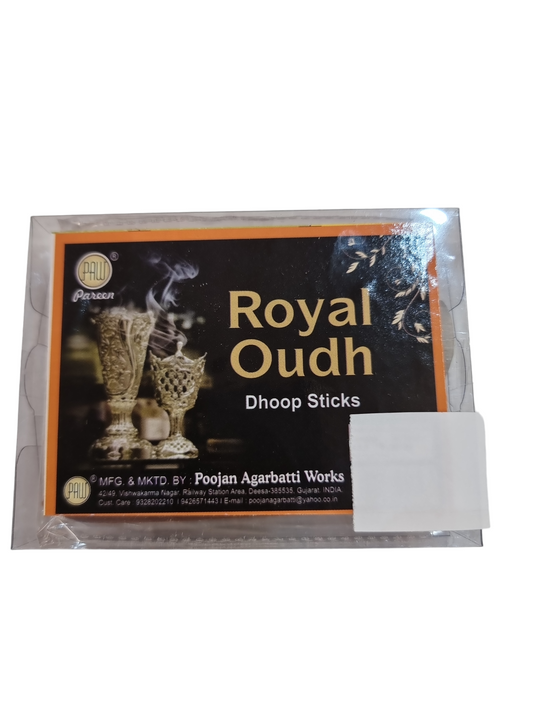 PAW ®
Pareen
Royal
Oudh
Dhoop Sticks
PAW ® MFG. & MKTD. BY : Poojan Agarbatti Works
42/49, Vishwakarma Nagar, Railway Station Area, Deesa-385535, Gujarat. INDIA.
Cust. Care : 9328202210 I 9426571443 I E-mail : poojanagarbatti@yahoo.co.in